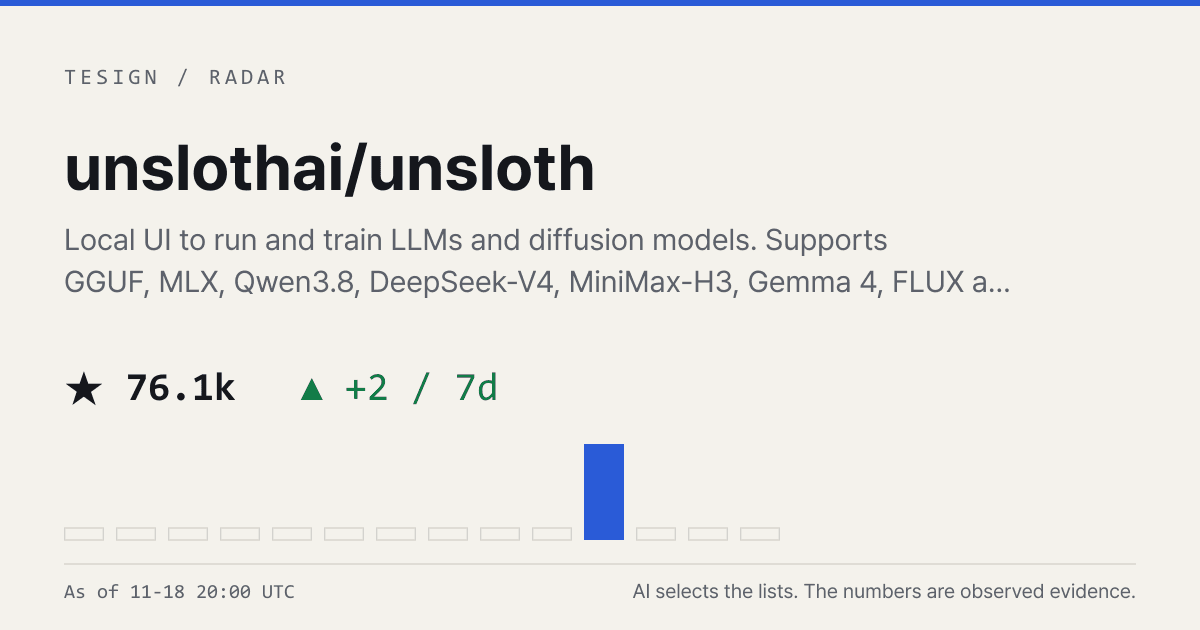 TESIGN / RADAR
unslothai/unsloth
Local UI to run and train LLMs and diffusion models. Supports
GGUF, MLX, Qwen3.8, DeepSeek-V4, MiniMax-H3, Gemma 4, FLUX a...
★ 76.1k ▲ +2 / 7d
As of 11-18 20:00 UTC
AI selects the lists. The numbers are observed evidence.